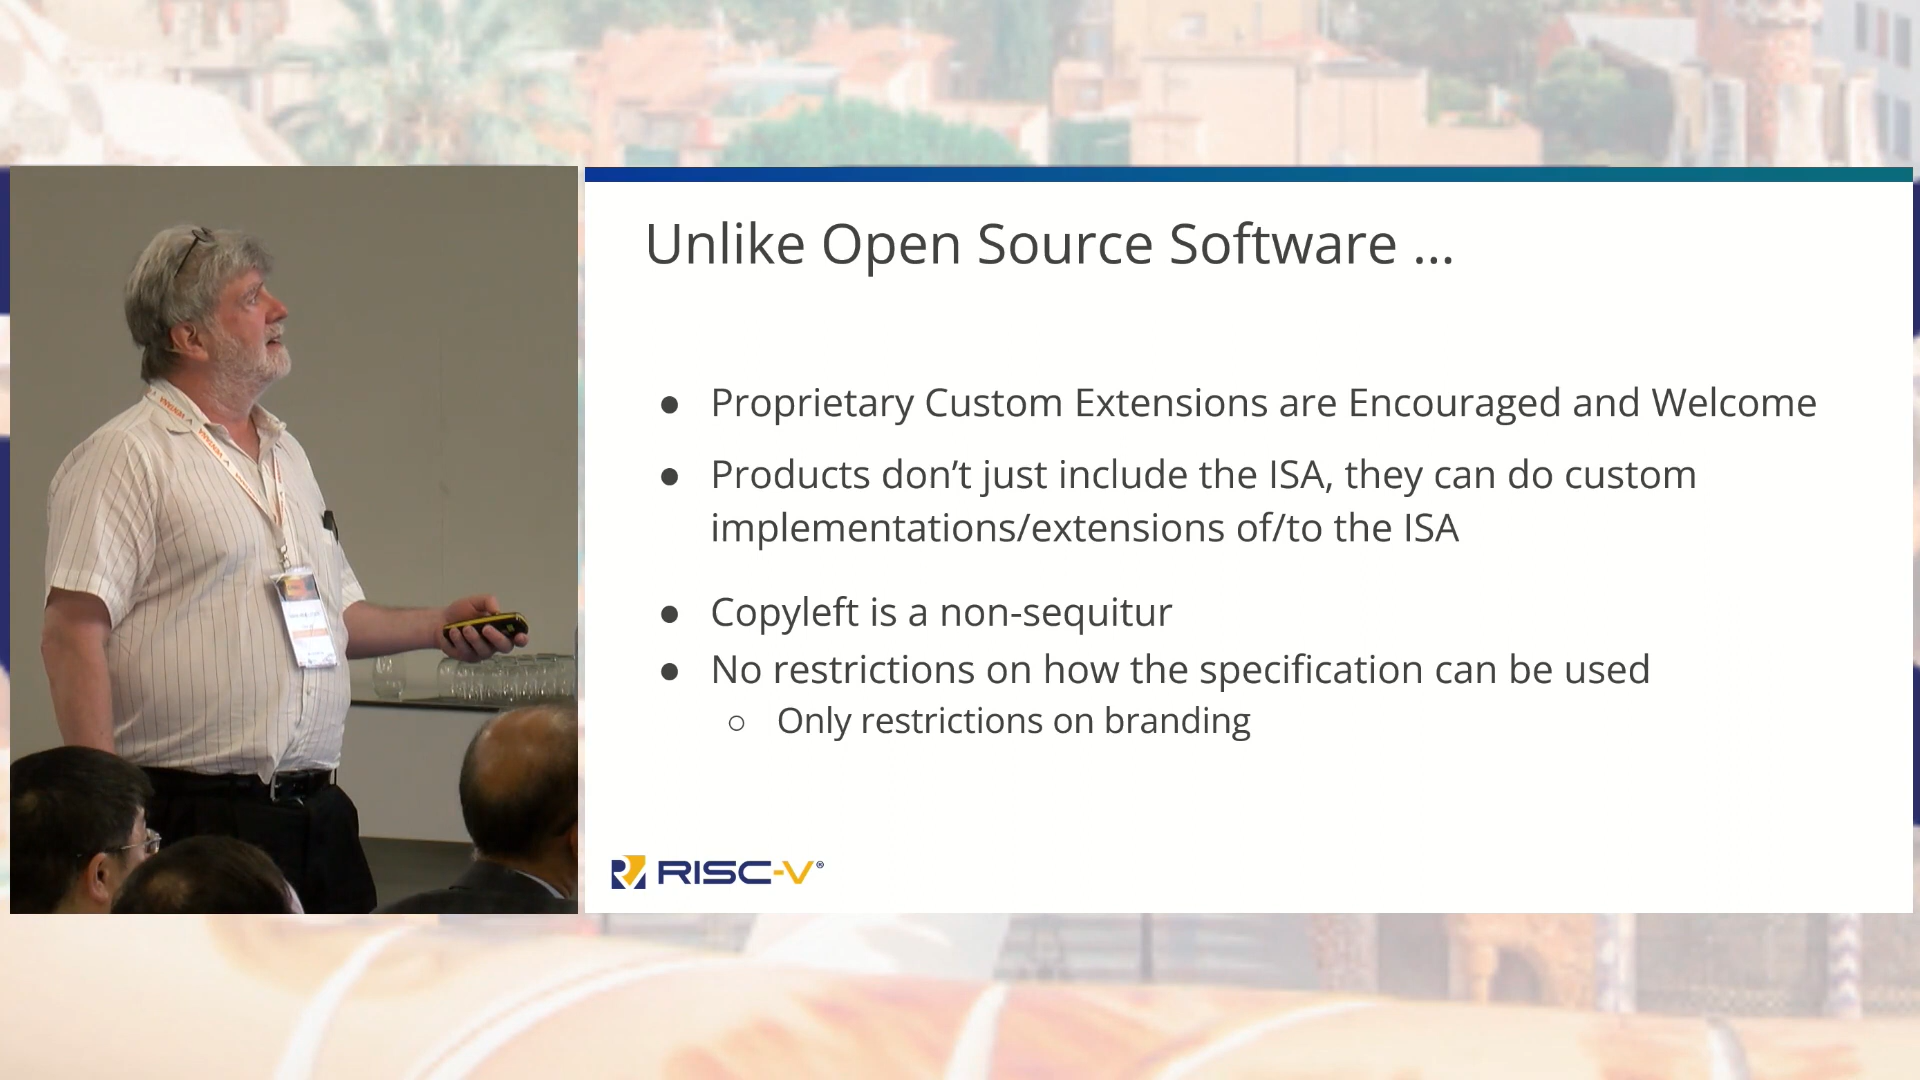 Unlike Open Source Software ...
● Proprietary Custom Extensions are Encouraged and Welcome
● Products don’t just include the ISA, they can do custom
implementations/extensions of/to the ISA
● Copyleft is a non-sequitur
● No restrictions on how the specification can be used
○ Only restrictions on branding
RISC-V®
VENTANA
VENTANA